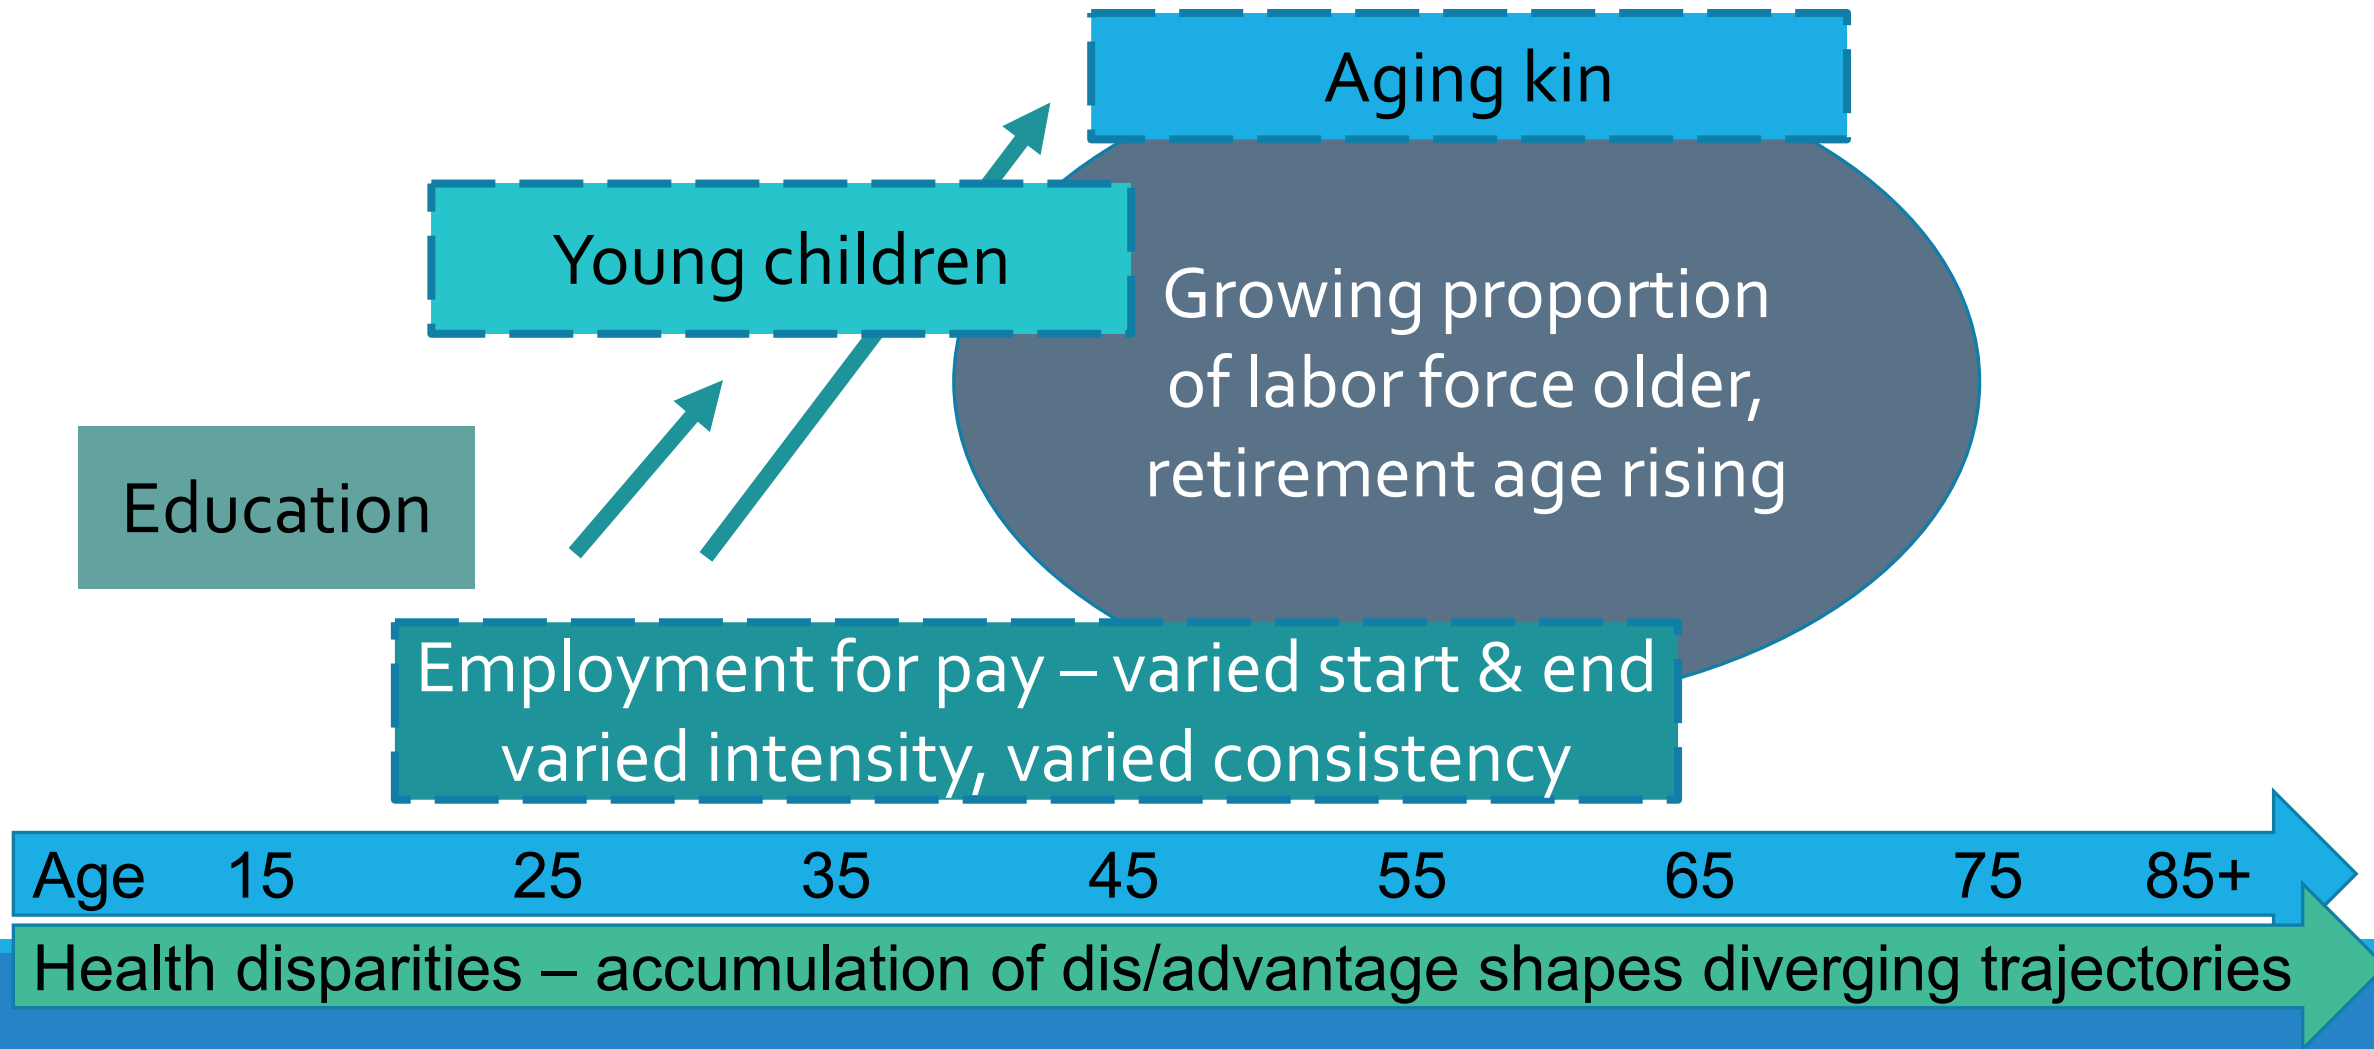 Aging kin
Young children
Growing proportion
of labor force older,
retirement age rising
Education
Employment for pay – varied start & end
varied intensity, varied consistency
Age 15 25 35 45 55 65 75 85+
Health disparities – accumulation of dis/advantage shapes diverging trajectories